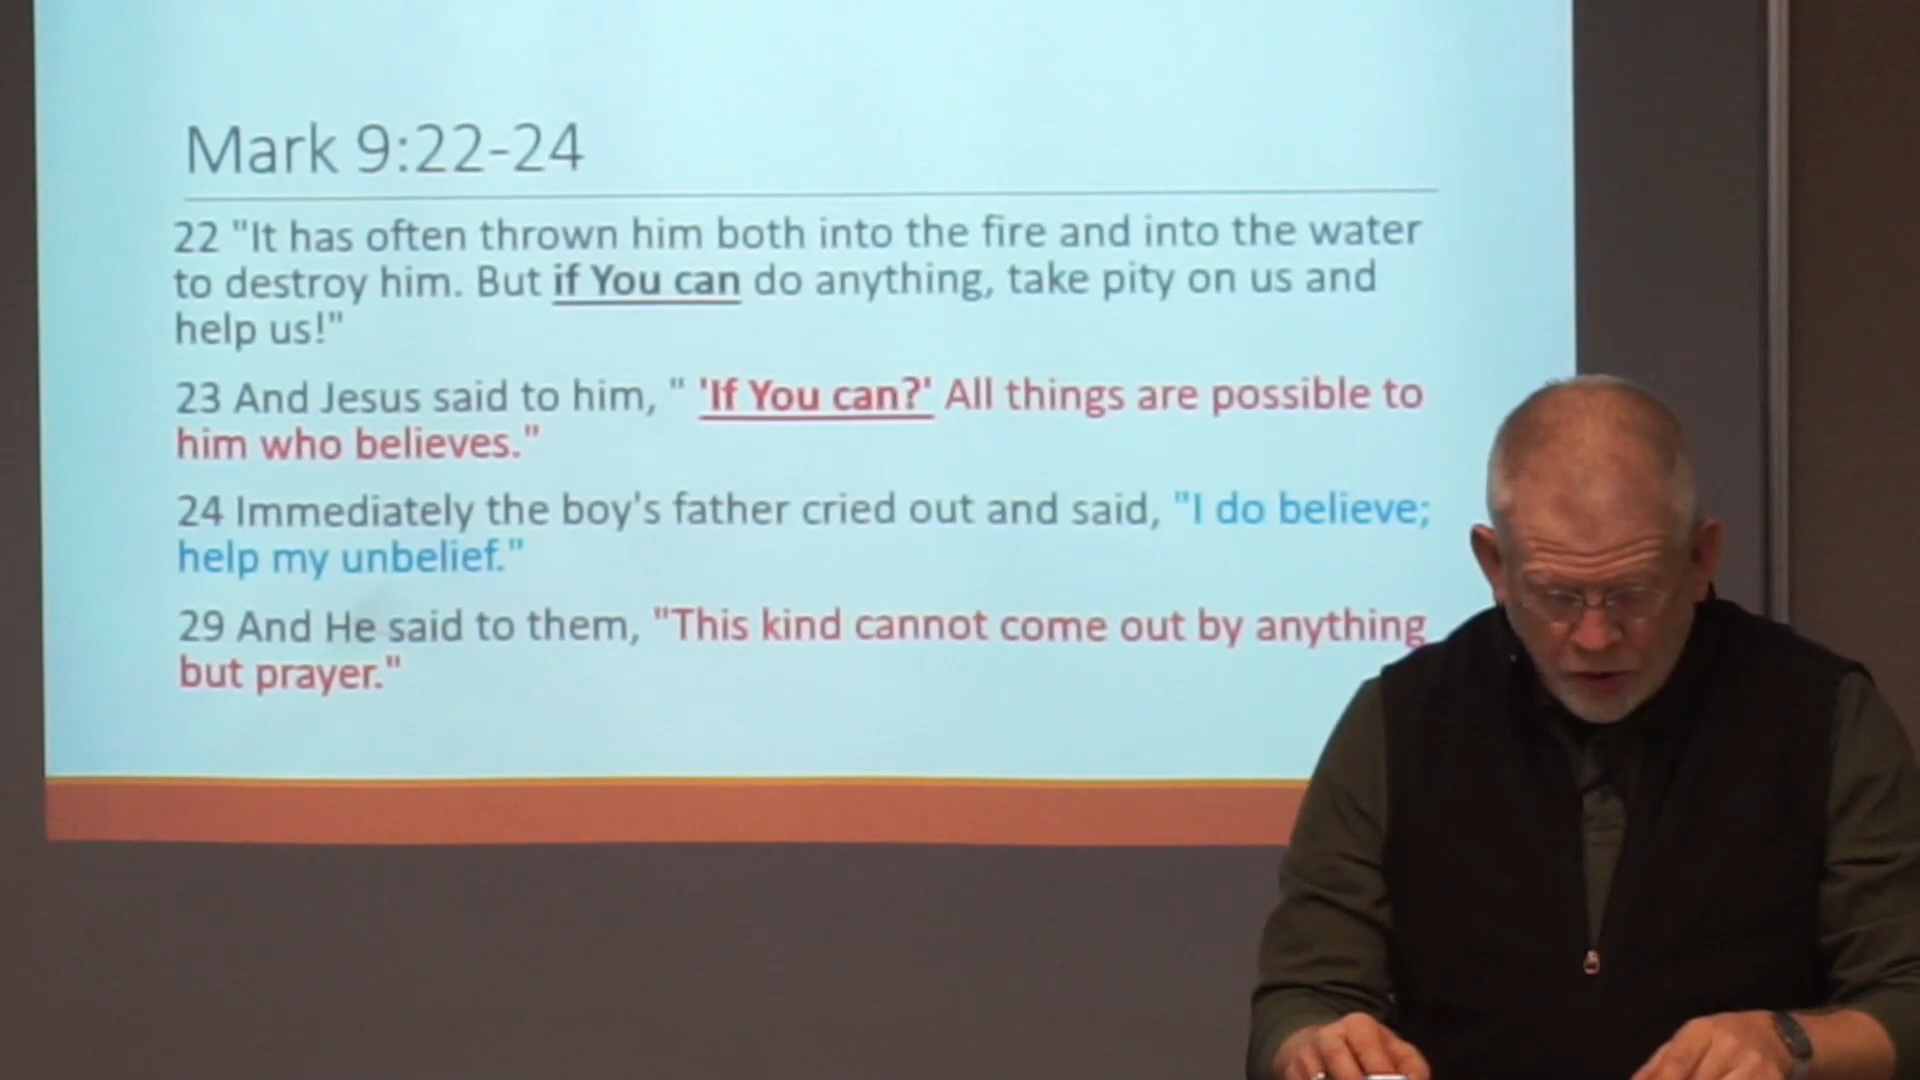 Mark 9:22-24
22 "It has often thrown him both into the fire and into the water
to destroy him. But if You can do anything, take pity on us and
help us!"
23 And Jesus said to him, " 'If You can?' All things are possible to
him who believes."
24 Immediately the boy's father cried out and said, "I do believe;
help my unbelief."
29 And He said to them, "This kind cannot come out by anything
but prayer."